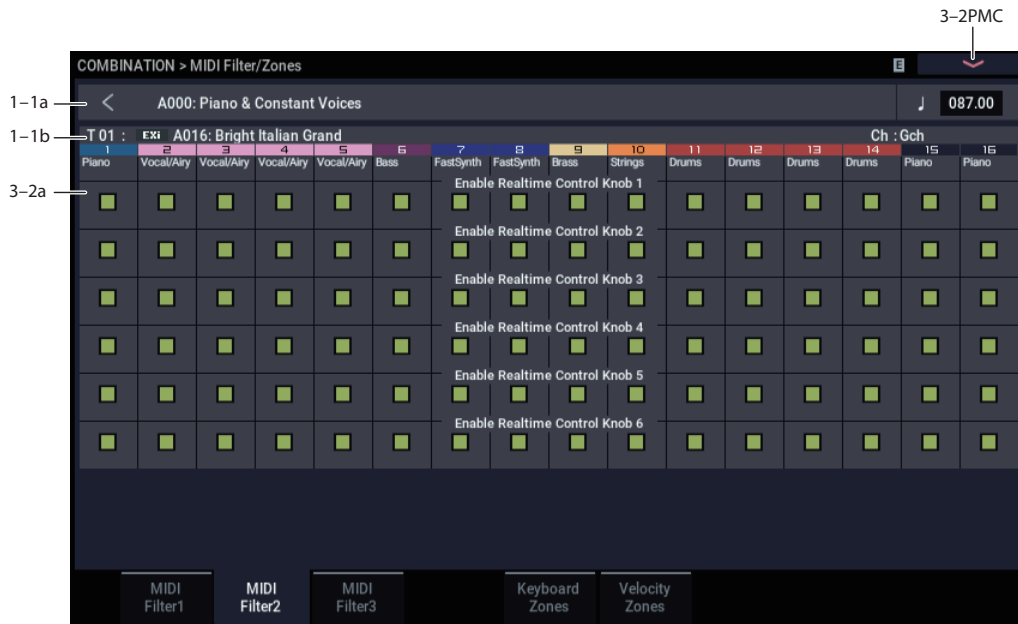 3–2PMC
COMBINATION > MIDI Filter/Zones
E
1–1a
A000: Piano & Constant Voices
♩ 087.00
1–1b
T 01 : EXi A016: Bright Italian Grand
Ch : Gch
1 2 3 4 5 6 7 8 9 10 11 12 13 14 15 16
Piano Vocal/Airy Vocal/Airy Vocal/Airy Vocal/Airy Bass FastSynth FastSynth Brass Strings Drums Drums Drums Drums Piano Piano
3–2a
Enable Realtime Control Knob 1
Enable Realtime Control Knob 2
Enable Realtime Control Knob 3
Enable Realtime Control Knob 4
Enable Realtime Control Knob 5
Enable Realtime Control Knob 6
MIDI
Filter1
MIDI
Filter2
MIDI
Filter3
Keyboard
Zones
Velocity
Zones